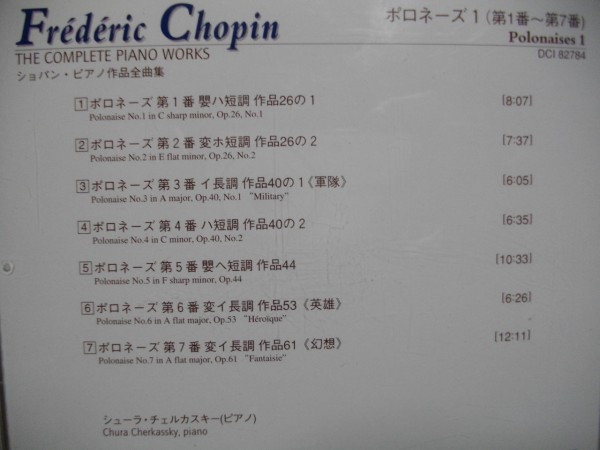 Frédéric Chopin
ポロネーズ 1 (第1番～第7番)
THE COMPLETE PIANO WORKS
Polonaises 1
ショパン・ピアノ作品全曲集
DCI 82784
1 ポロネーズ 第1番 嬰ハ短調 作品26の1 [8:07]
Polonaise No.1 in C sharp minor, Op.26, No.1
2 ポロネーズ 第2番 変ホ短調 作品26の2 [7:37]
Polonaise No.2 in E flat minor, Op.26, No.2
3 ポロネーズ 第3番 イ長調 作品40の1《軍隊》 [6:05]
Polonaise No.3 in A major, Op.40, No.1 "Military"
4 ポロネーズ 第4番 ハ短調 作品40の2 [6:35]
Polonaise No.4 in C minor, Op.40, No.2
5 ポロネーズ 第5番 嬰ヘ短調 作品44 [10:33]
Polonaise No.5 in F sharp minor, Op.44
6 ポロネーズ 第6番 変イ長調 作品53《英雄》 [6:26]
Polonaise No.6 in A flat major, Op.53 "Héroïque"
7 ポロネーズ 第7番 変イ長調 作品61《幻想》 [12:11]
Polonaise No.7 in A flat major, Op.61 "Fantaisie"
シューラ・チェルカスキー(ピアノ)
Chura Cherkassky, piano